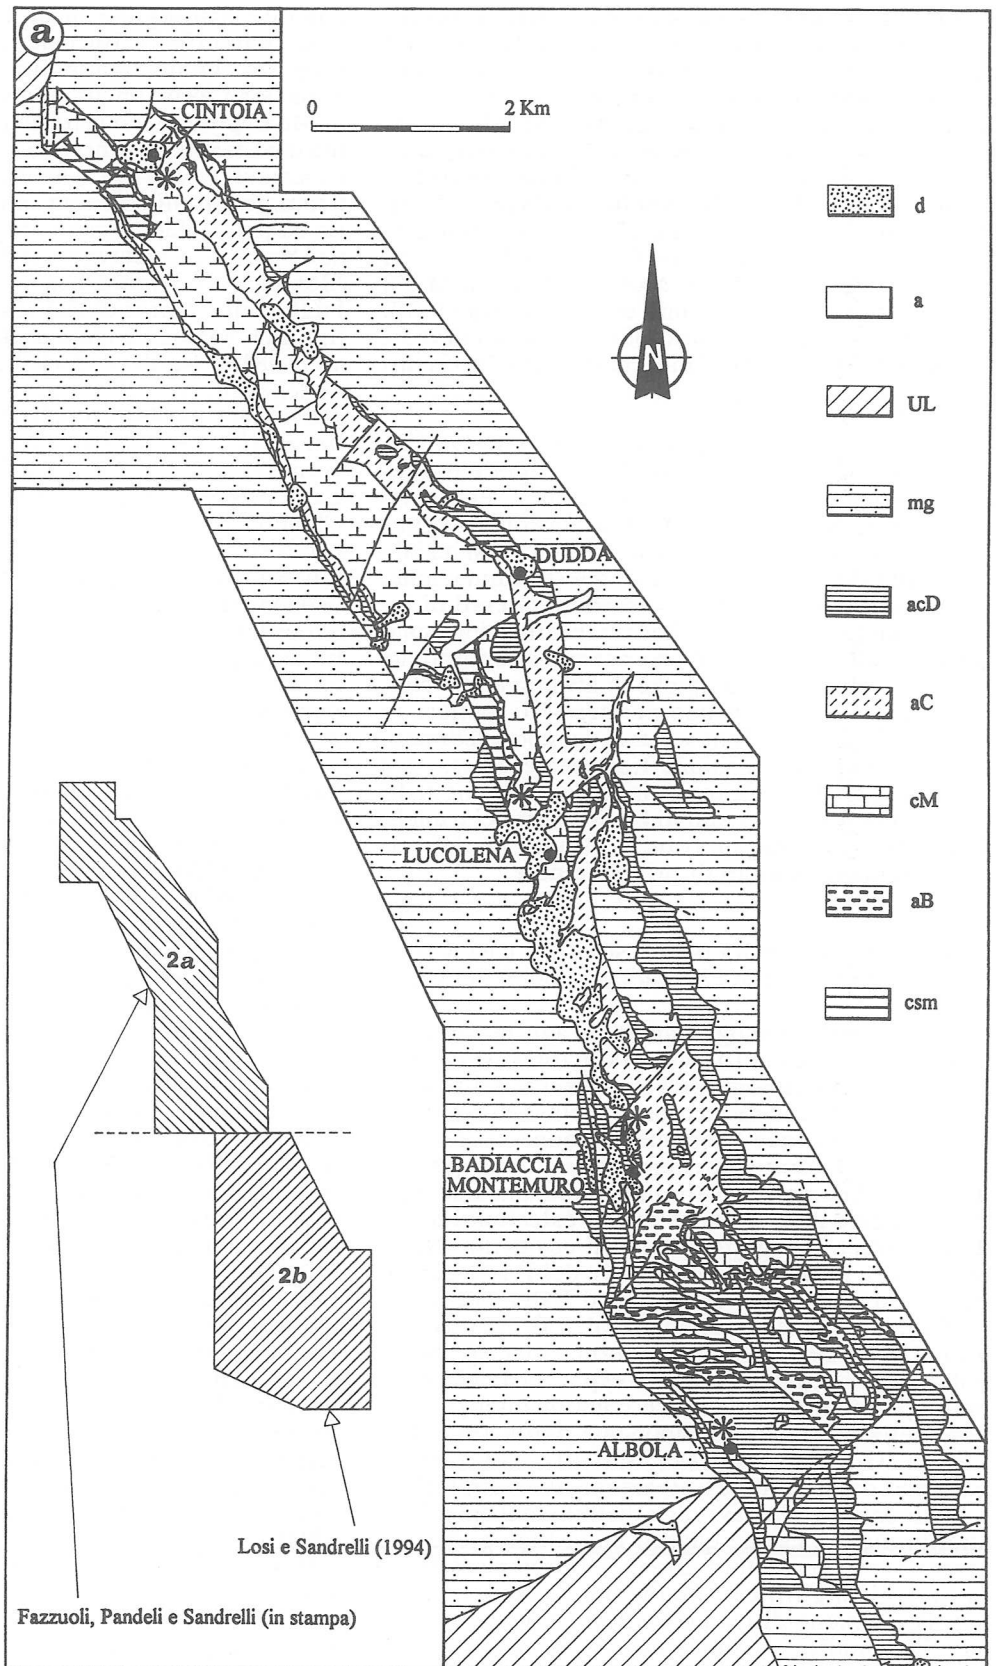 a
CINTOIA
0 2 Km
d
a
UL
N
mg
DUDDA
acD
aC
cM
LUCOLENA
aB
2a
csm
BADIACCIA
MONTEMURO
2b
ALBOLA
Losi e Sandrelli (1994)
Fazzuoli, Pandeli e Sandrelli (in stampa)